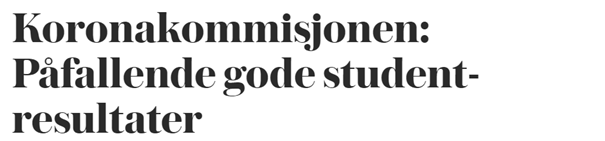 Koronakommisjonen:
Påfallende gode student-
resultater